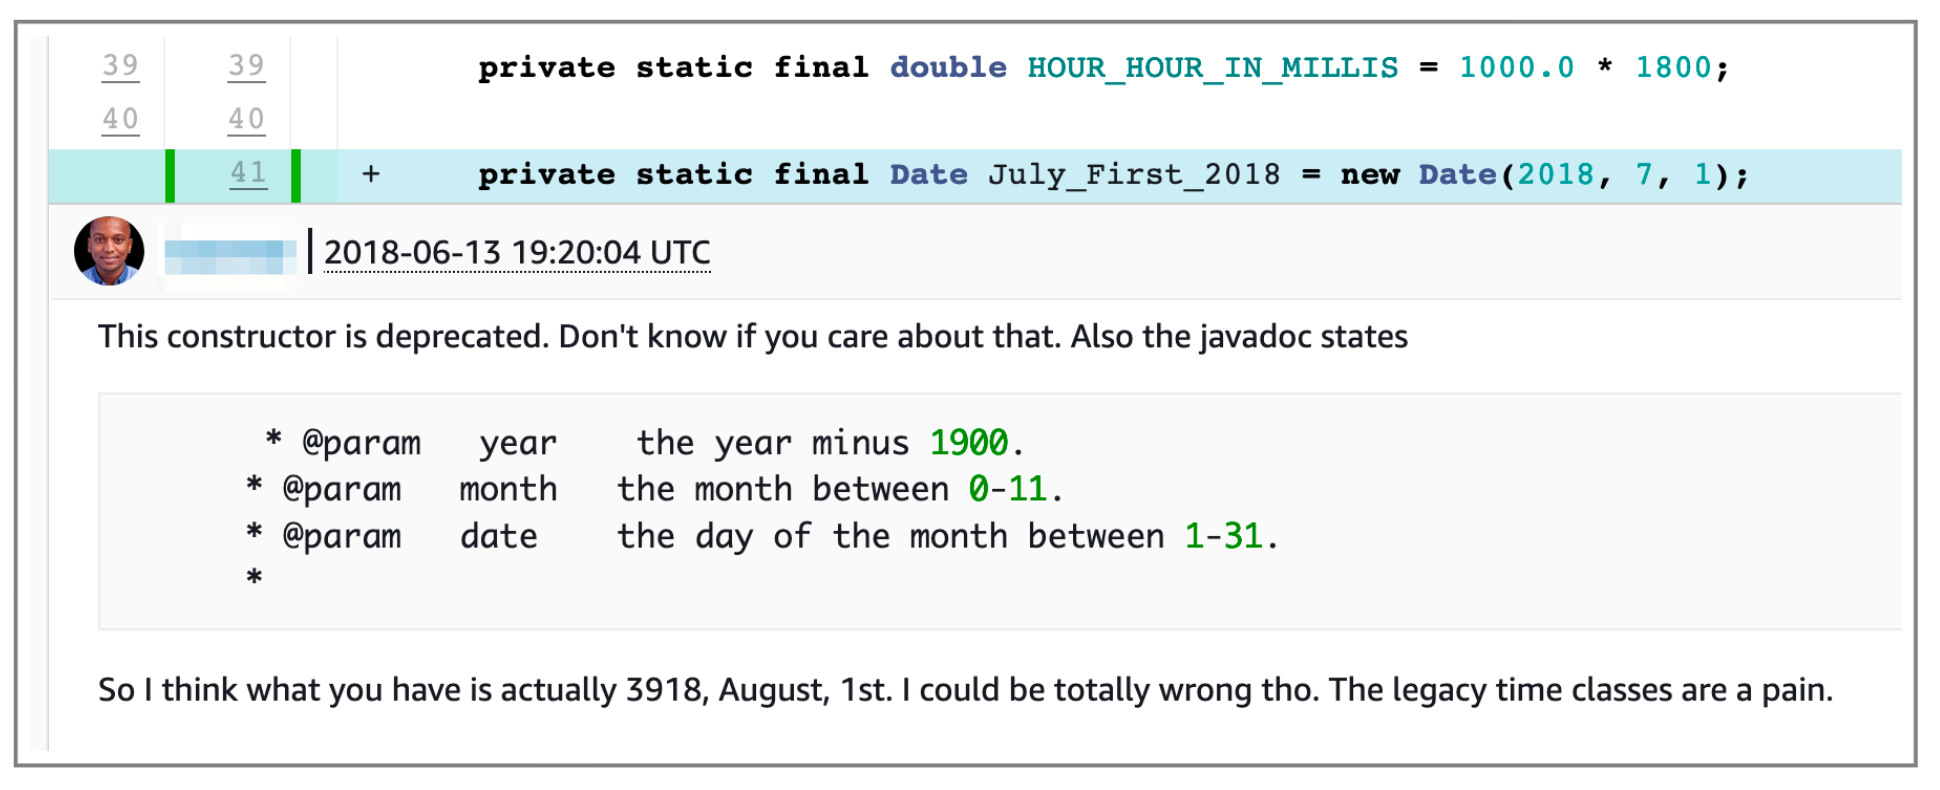 39 39 private static final double HOUR_HOUR_IN_MILLIS = 1000.0 * 1800;
40 40
41 + private static final Date July_First_2018 = new Date(2018, 7, 1);
| 2018-06-13 19:20:04 UTC
This constructor is deprecated. Don't know if you care about that. Also the javadoc states
* @param year the year minus 1900.
* @param month the month between 0-11.
* @param date the day of the month between 1-31.
*
So I think what you have is actually 3918, August, 1st. I could be totally wrong tho. The legacy time classes are a pain.